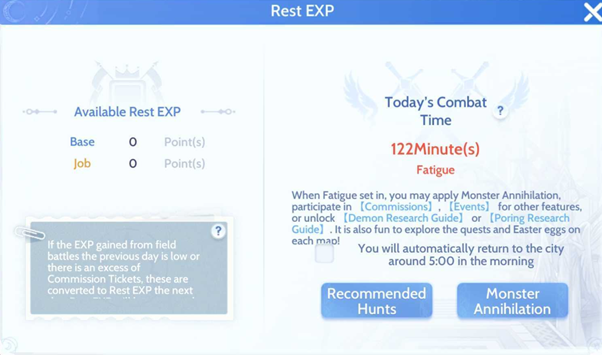 Rest EXP
Available Rest EXP
Base 0 Point(s)
Job 0 Point(s)
?
If the EXP gained from field
battles the previous day is low or
there is an excess of
Commission Tickets, these are
converted to Rest EXP the next
Today's Combat
Time
?
122Minute(s)
Fatigue
When Fatigue set in, you may apply Monster Annihilation,
participate in 【Commissions】, 【Events】 for other features,
or unlock 【Demon Research Guide】 or 【Poring Research
Guide】. It is also fun to explore the quests and Easter eggs on
each map!
You will automatically return to the city
around 5:00 in the morning
Recommended
Hunts
Monster
Annihilation